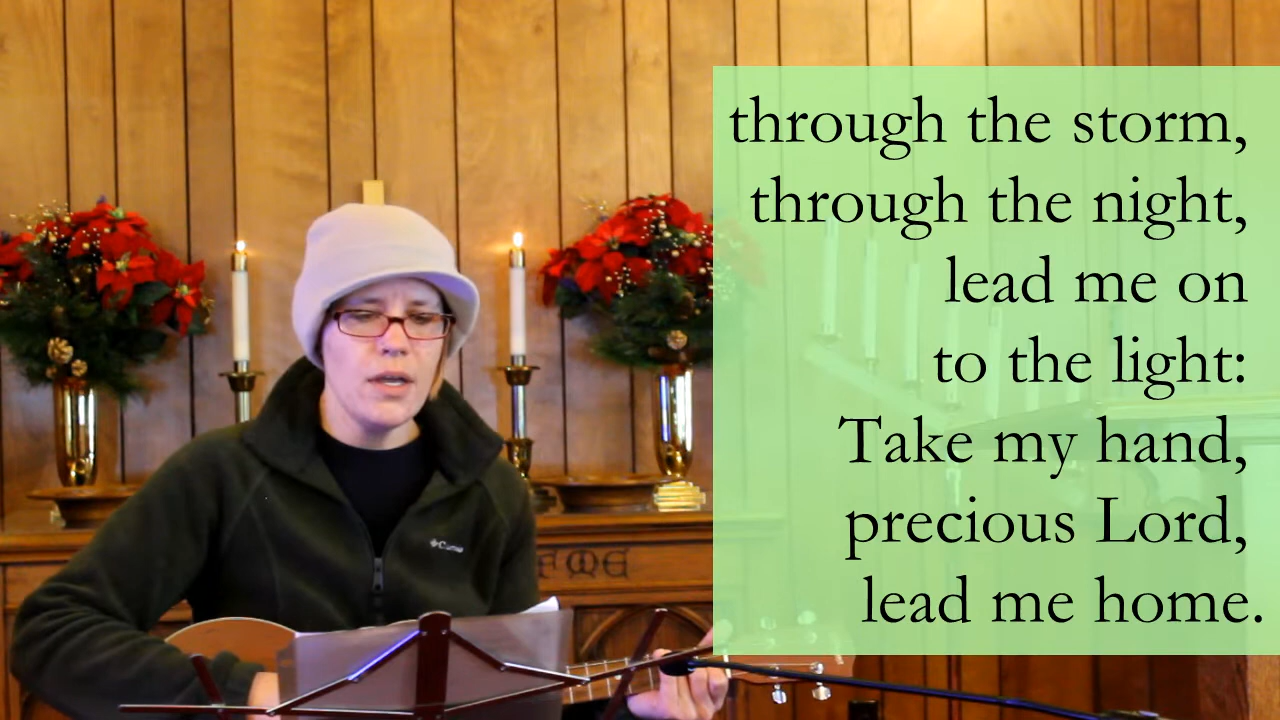 through the storm,
through the night,
lead me on
to the light:
Take my hand,
precious Lord,
lead me home.